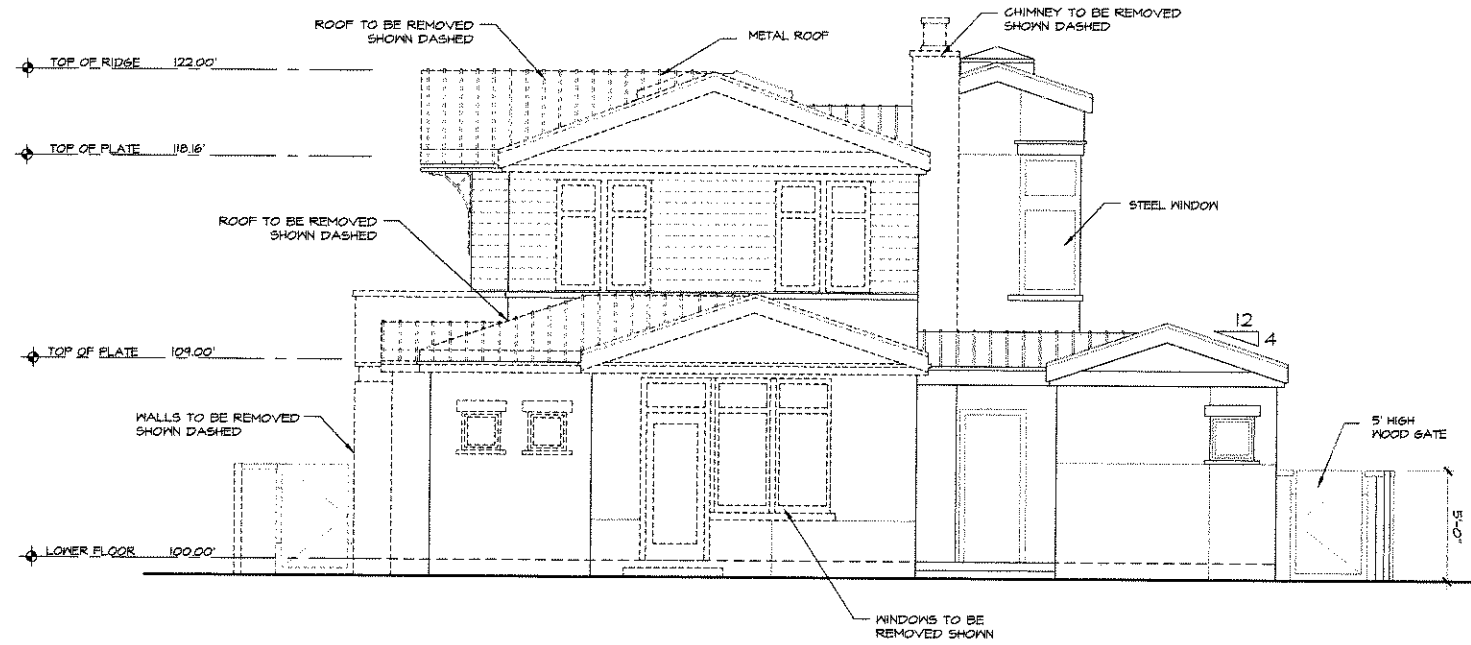 ROOF TO BE REMOVED
SHOWN DASHED
METAL ROOF
CHIMNEY TO BE REMOVED
SHOWN DASHED
TOP OF RIDGE 122.00'
TOP OF PLATE 118.16'
ROOF TO BE REMOVED
SHOWN DASHED
STEEL WINDOW
12
4
TOP OF PLATE 109.00'
WALLS TO BE REMOVED
SHOWN DASHED
5' HIGH
WOOD GATE
5'-0"
LOWER FLOOR 100.00'
WINDOWS TO BE
REMOVED SHOWN